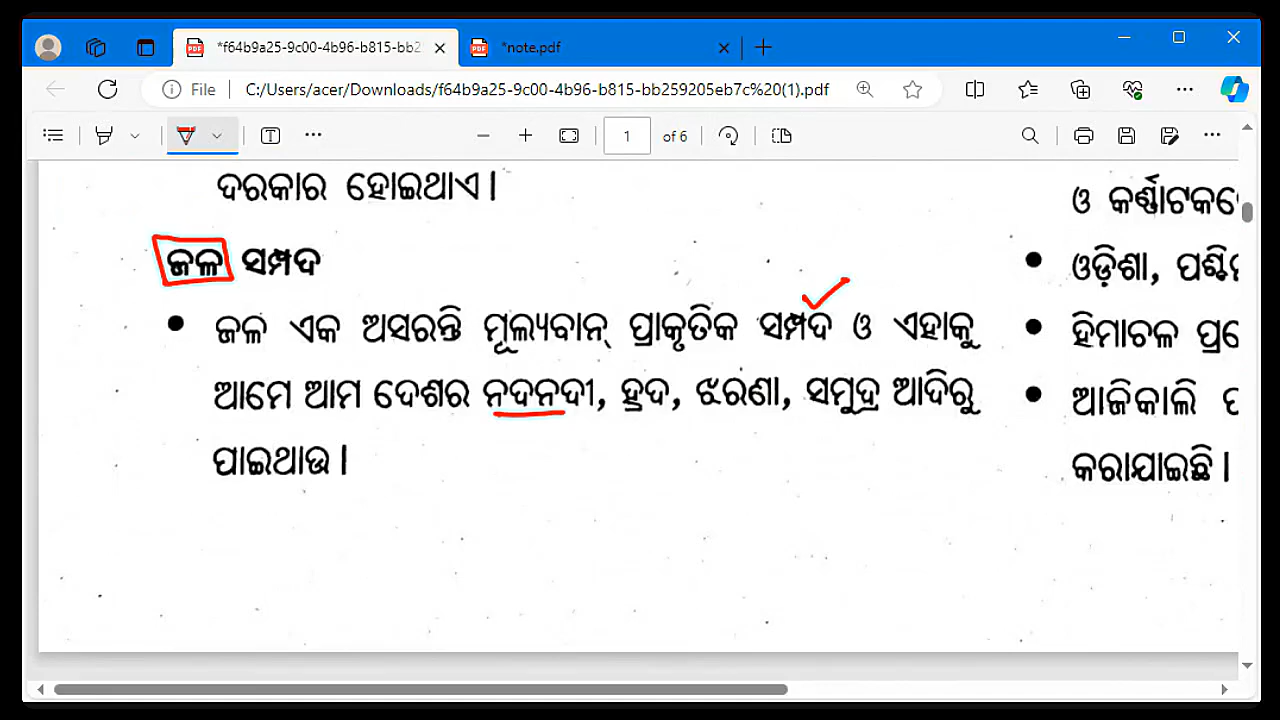 *f64b9a25-9c00-4b96-b815-bb2
*note.pdf
File C:/Users/acer/Downloads/f64b9a25-9c00-4b96-b815-bb259205eb7c%20(1).pdf
1 of 6
ଦରକାର ହୋଇଥାଏ।
ଜଳ ସମ୍ପଦ
• ଜଳ ଏକ ଅସରନ୍ତି ମୂଲ୍ୟବାନ୍ ପ୍ରାକୃତିକ ସମ୍ପଦ ଓ ଏହାକୁ
ଆମେ ଆମ ଦେଶର ନଦନଦୀ, ହ୍ରଦ, ଝରଣା, ସମୁଦ୍ର ଆଦିରୁ
ପାଇଥାଉ।
ଓ
• ଓଡ଼ିଶା,
• ହିମାଚଳ
• ଆଜିକାଲି
କରାଯାଇଛି।